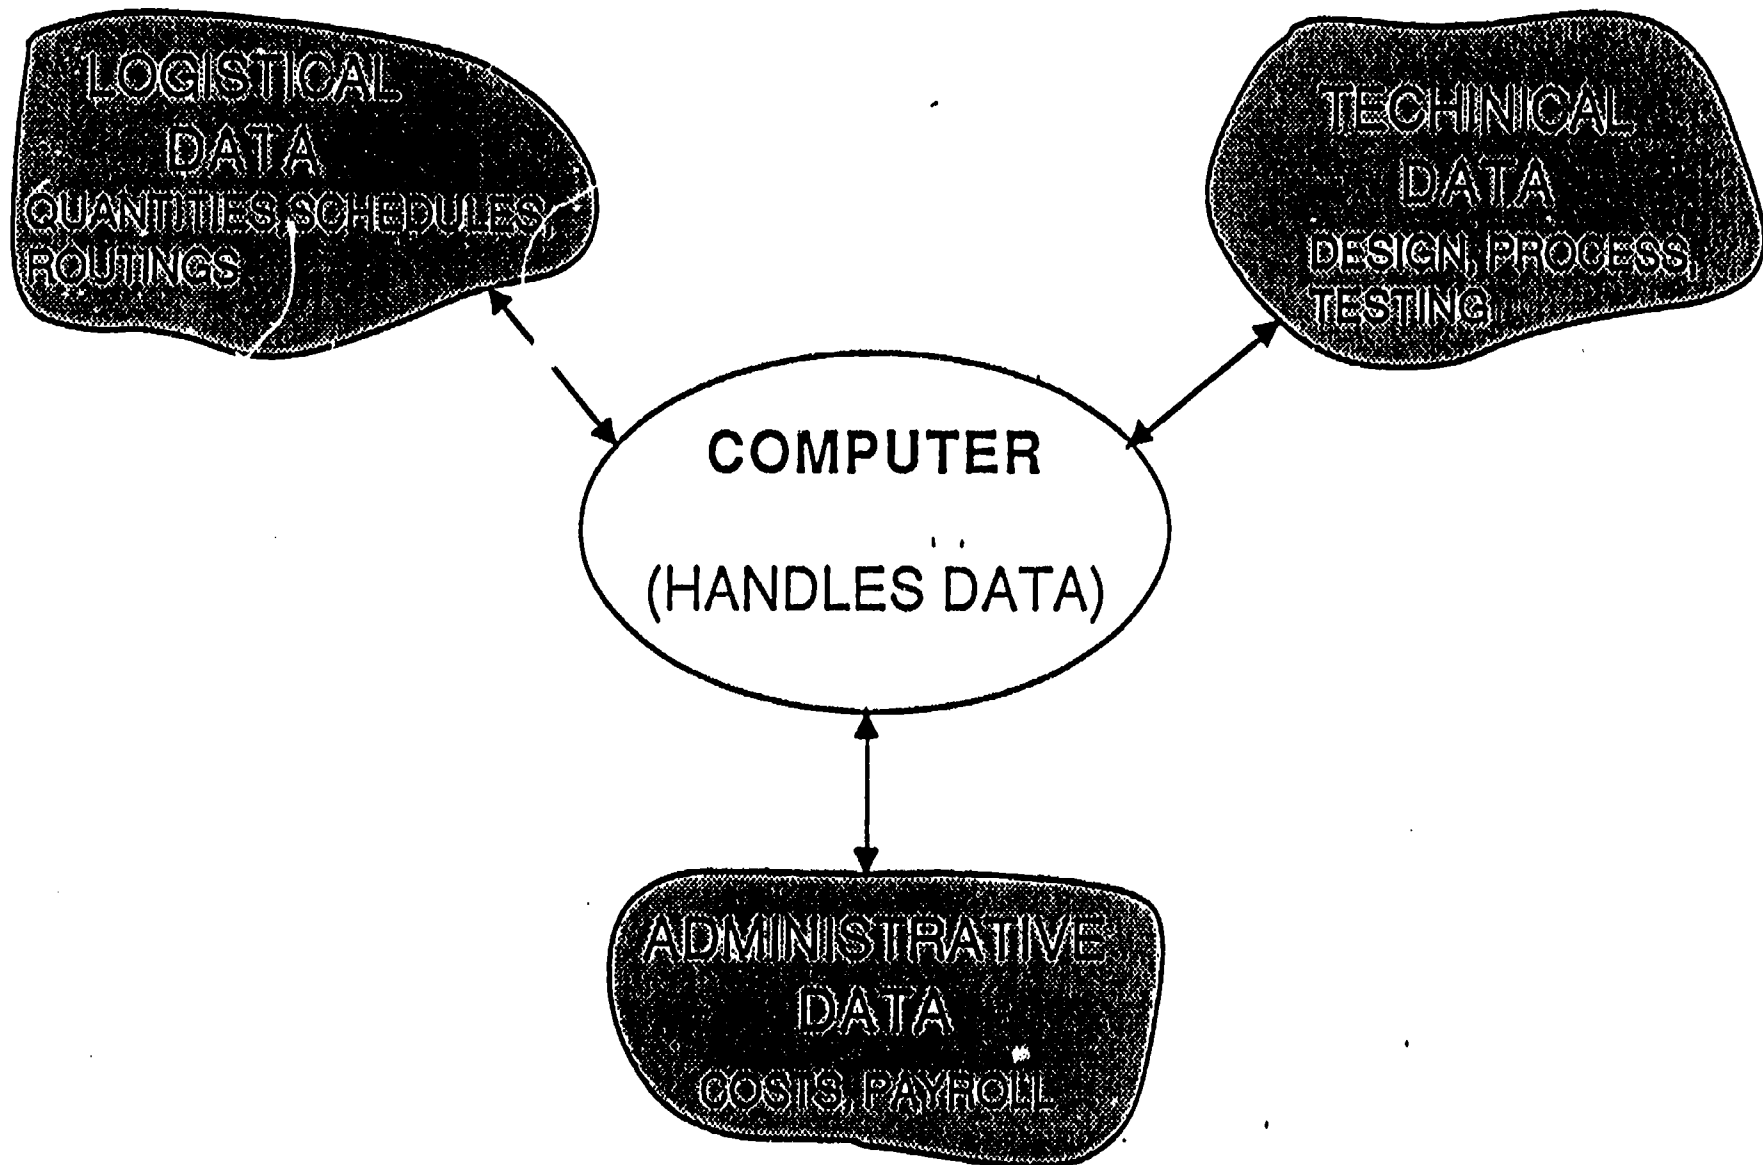 LOGISTICAL
DATA
QUANTITIES, SCHEDULES,
ROUTINGS
TECHINICAL
DATA
DESIGN, PROCESS,
TESTING
COMPUTER
(HANDLES DATA)
ADMINISTRATIVE
DATA
COSTS, PAYROLL